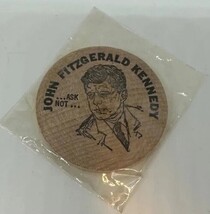 JOHN FITZGERALD KENNEDY
...ASK
NOT...